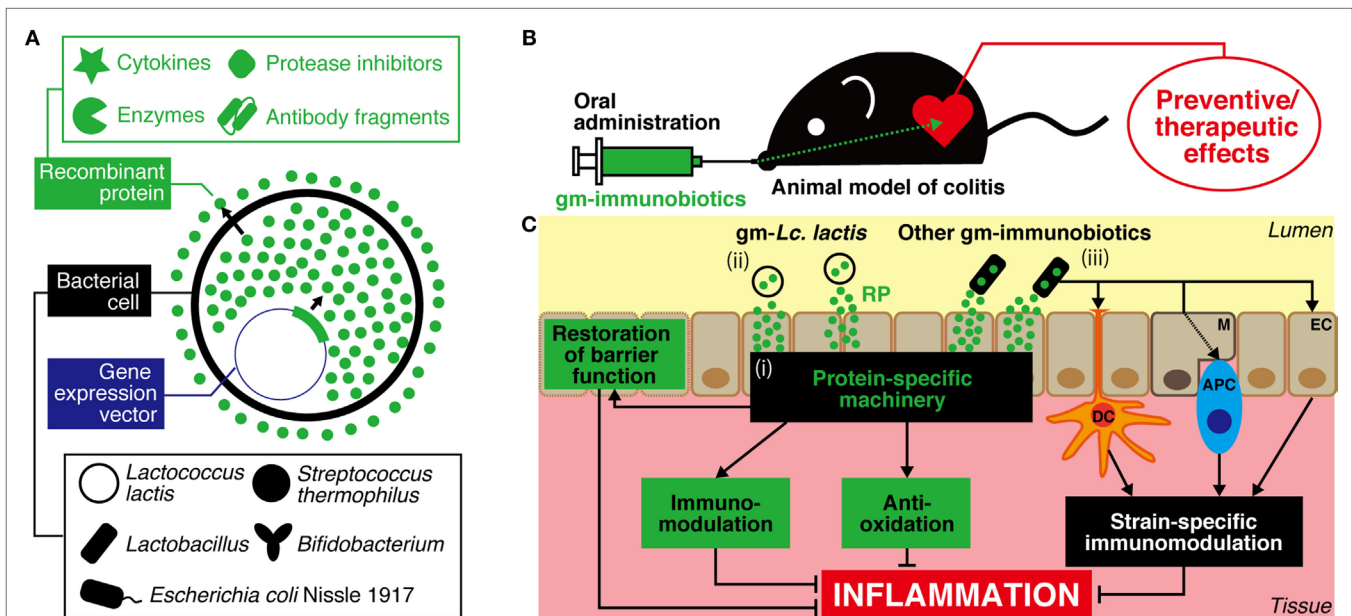 A
Cytokines
Protease inhibitors
Enzymes
Antibody fragments
Recombinant
protein
Bacterial
cell
Gene
expression
vector
Lactococcus
lactis
Streptococcus
thermophilus
Lactobacillus
Bifidobacterium
Escherichia coli Nissle 1917
B
Oral
administration
gm-immunobiotics
Animal model of colitis
Preventive/
therapeutic
effects
C
gm-Lc. lactis
Other gm-immunobiotics
Lumen
(ii)
(iii)
RP
M
EC
Restoration
of barrier
function
(i)
Protein-specific
machinery
APC
DC
Immuno-
modulation
Anti-
oxidation
Strain-specific
immunomodulation
INFLAMMATION
Tissue